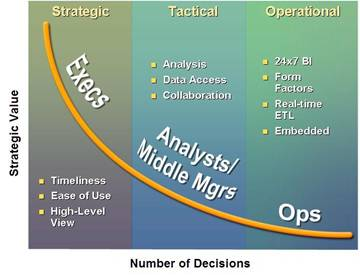 Strategic
Tactical
Operational
Execs
Analysis
Data Access
Collaboration
24x7 BI
Form
Factors
Real-time
ETL
Embedded
Analysts/
Middle Mgrs
Timeliness
Ease of Use
High-Level
View
Ops
Strategic Value
Number of Decisions